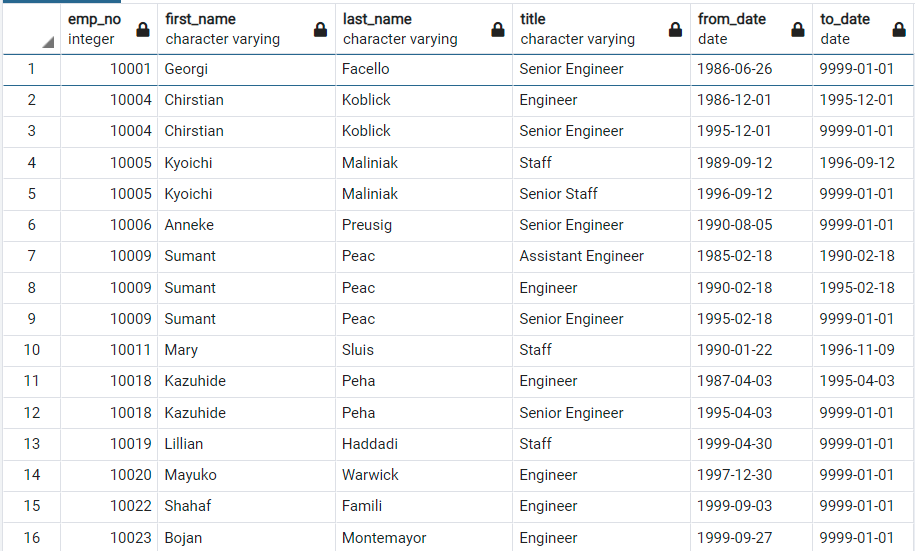 emp_no first_name last_name title from_date to_date
integer character varying character varying character varying date date
1 10001 Georgi Facello Senior Engineer 1986-06-26 9999-01-01
2 10004 Chirstian Koblick Engineer 1986-12-01 1995-12-01
3 10004 Chirstian Koblick Senior Engineer 1995-12-01 9999-01-01
4 10005 Kyoichi Maliniak Staff 1989-09-12 1996-09-12
5 10005 Kyoichi Maliniak Senior Staff 1996-09-12 9999-01-01
6 10006 Anneke Preusig Senior Engineer 1990-08-05 9999-01-01
7 10009 Sumant Peac Assistant Engineer 1985-02-18 1990-02-18
8 10009 Sumant Peac Engineer 1990-02-18 1995-02-18
9 10009 Sumant Peac Senior Engineer 1995-02-18 9999-01-01
10 10011 Mary Sluis Staff 1990-01-22 1996-11-09
11 10018 Kazuhide Peha Engineer 1987-04-03 1995-04-03
12 10018 Kazuhide Peha Senior Engineer 1995-04-03 9999-01-01
13 10019 Lillian Haddadi Staff 1999-04-30 9999-01-01
14 10020 Mayuko Warwick Engineer 1997-12-30 9999-01-01
15 10022 Shahaf Famili Engineer 1999-09-03 9999-01-01
16 10023 Bojan Montemayor Engineer 1999-09-27 9999-01-01